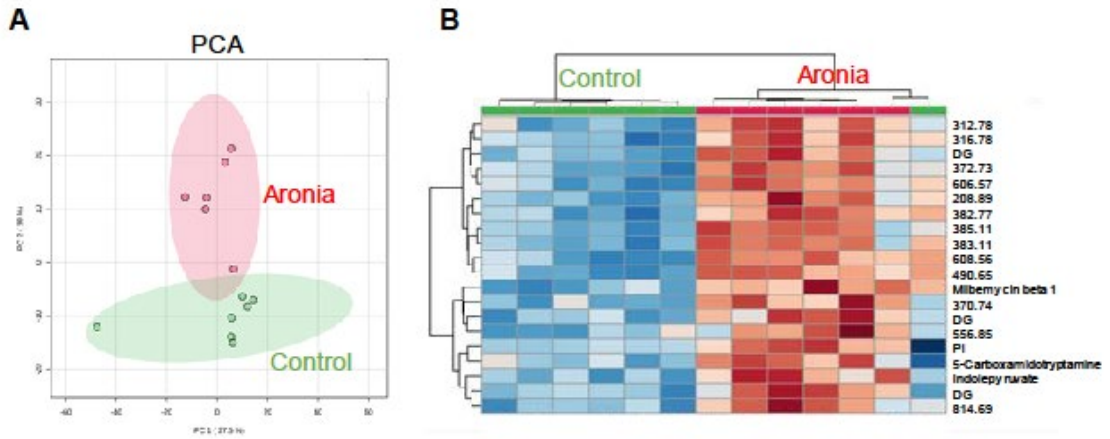 A
B
PCA
Control
Aronia
Aronia
Control
312.78
316.78
DG
372.73
606.57
208.89
382.77
385.11
383.11
608.56
490.65
Milbemycin beta 1
370.74
DG
556.85
PI
5-Carboxamidotryptamine
Indolepyruvate
DG
814.69